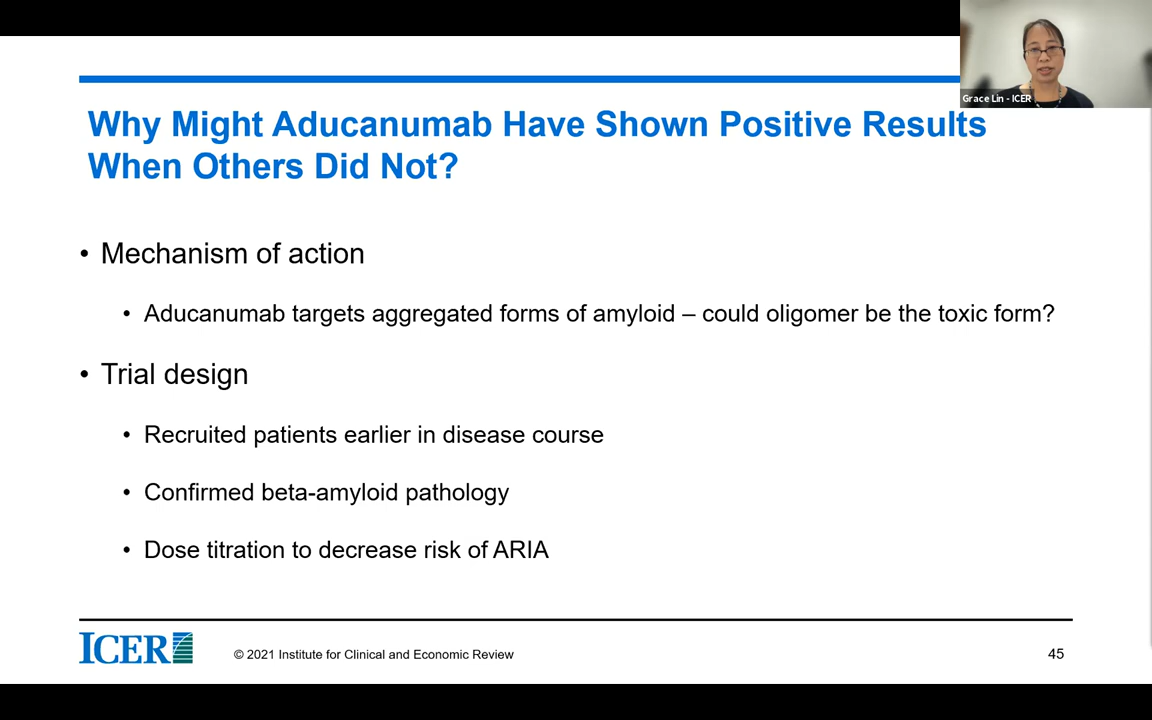 Grace Lin - ICER
Why Might Aducanumab Have Shown Positive Results
When Others Did Not?
• Mechanism of action
• Aducanumab targets aggregated forms of amyloid – could oligomer be the toxic form?
• Trial design
• Recruited patients earlier in disease course
• Confirmed beta-amyloid pathology
• Dose titration to decrease risk of ARIA
ICER
© 2021 Institute for Clinical and Economic Review
45